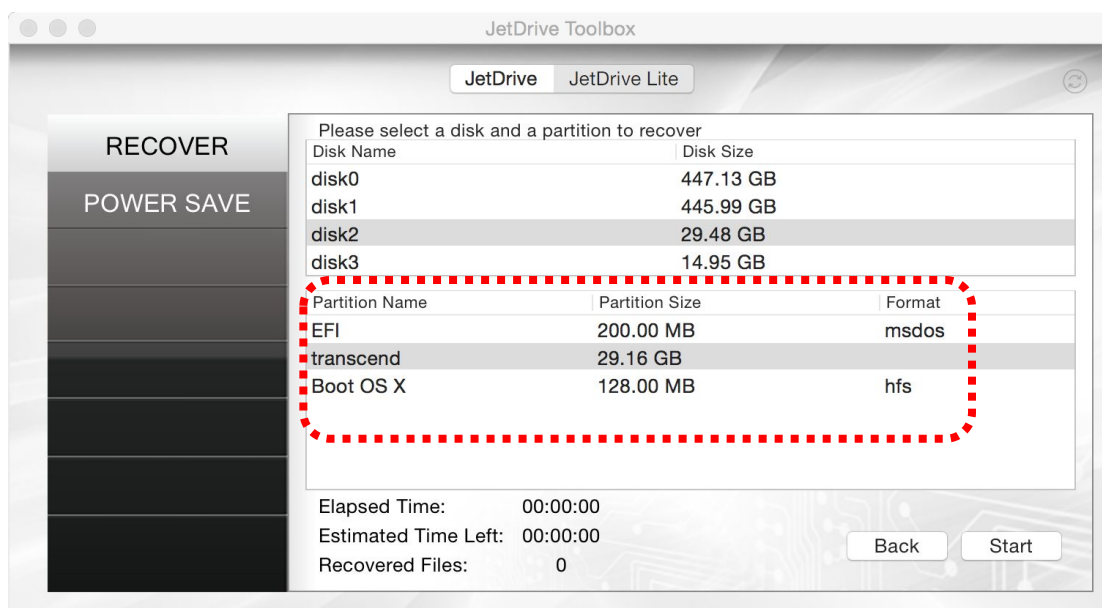 JetDrive Toolbox
JetDrive JetDrive Lite
RECOVER
POWER SAVE
Please select a disk and a partition to recover
Disk Name Disk Size
disk0 447.13 GB
disk1 445.99 GB
disk2 29.48 GB
disk3 14.95 GB
Partition Name Partition Size Format
EFI 200.00 MB msdos
transcend 29.16 GB
Boot OS X 128.00 MB hfs
Elapsed Time: 00:00:00
Estimated Time Left: 00:00:00
Recovered Files: 0
Back Start